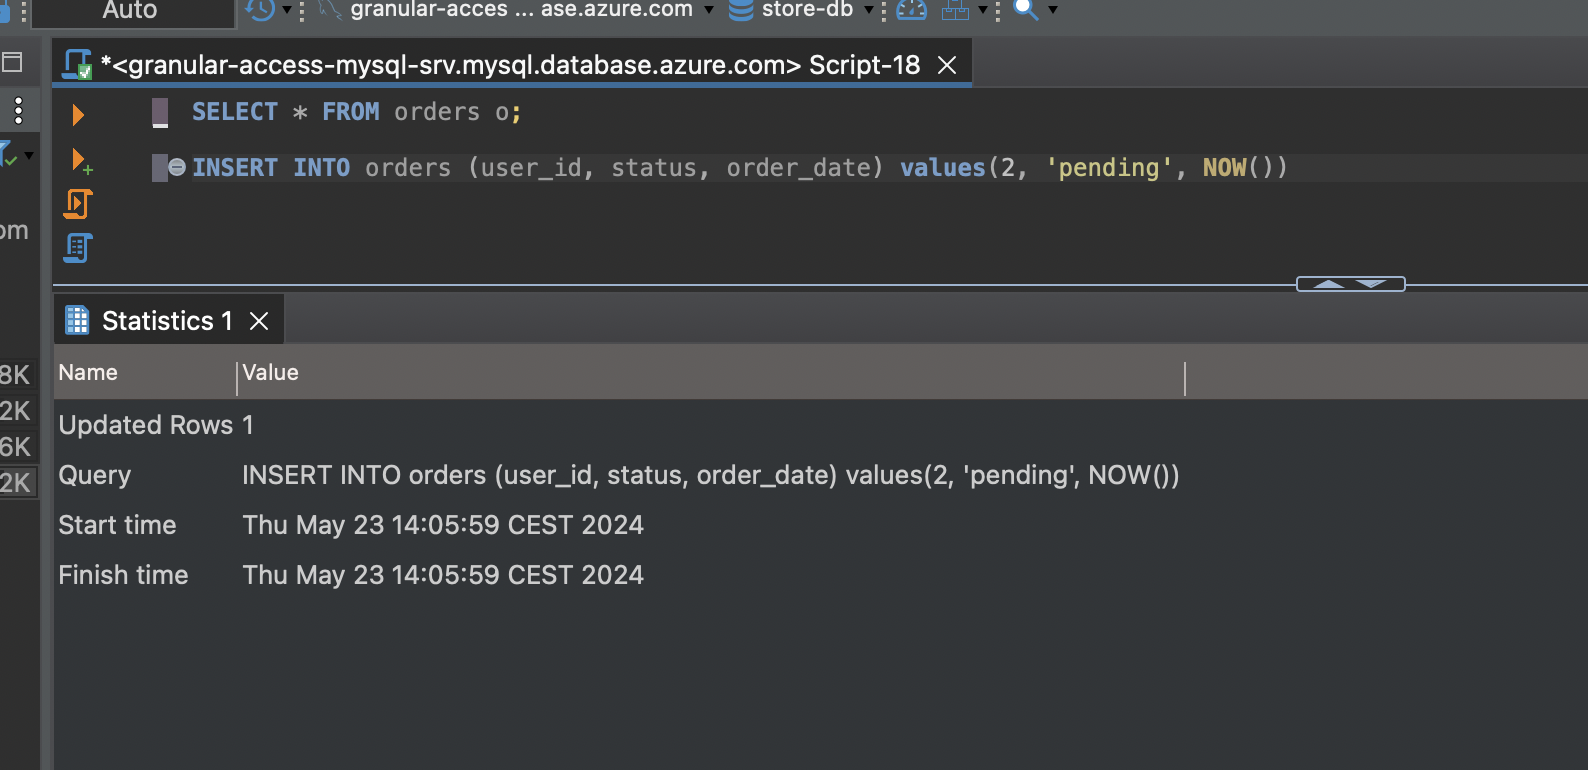 Auto granular-acces ... ase.azure.com store-db
*<granular-access-mysql-srv.mysql.database.azure.com> Script-18
SELECT * FROM orders o;
INSERT INTO orders (user_id, status, order_date) values(2, 'pending', NOW())
om
Statistics 1
8K
2K
6K
2K
Name Value
Updated Rows 1
Query INSERT INTO orders (user_id, status, order_date) values(2, 'pending', NOW())
Start time Thu May 23 14:05:59 CEST 2024
Finish time Thu May 23 14:05:59 CEST 2024